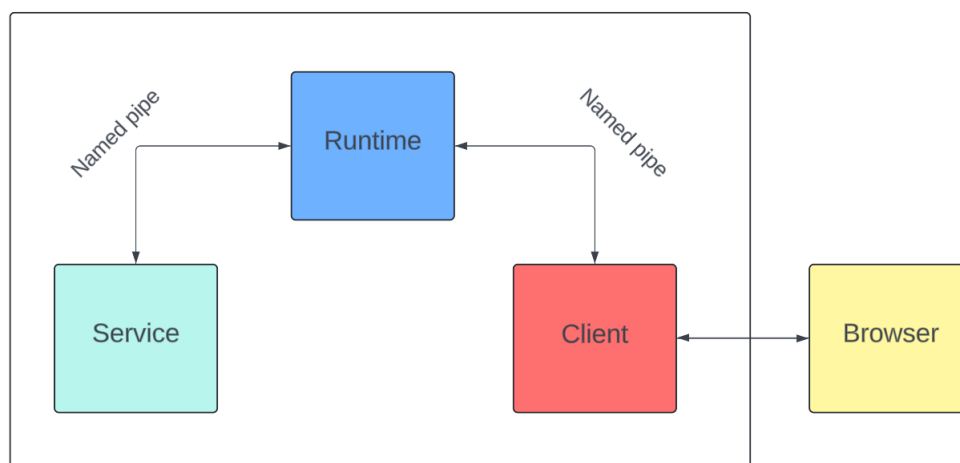 Named pipe
Named pipe
Runtime
Service
Client
Browser